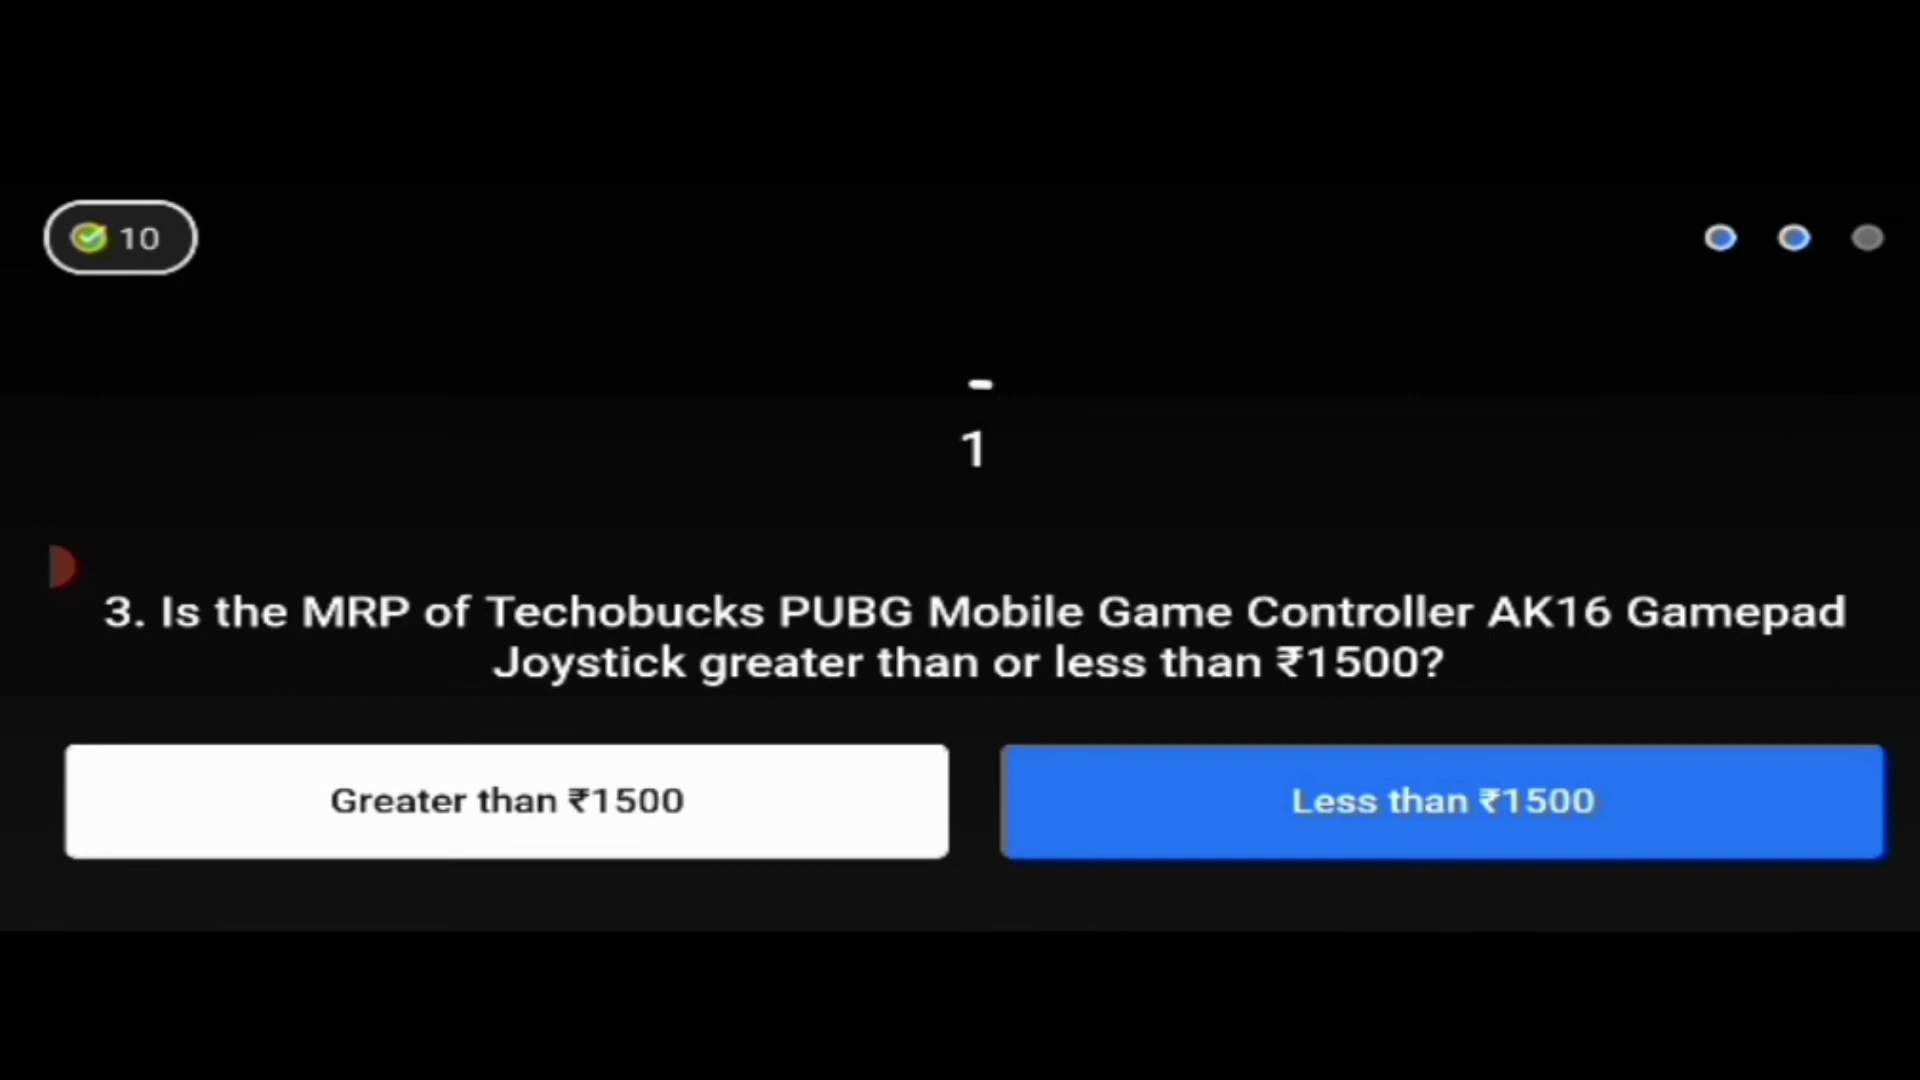 10
-
1
3. Is the MRP of Techobucks PUBG Mobile Game Controller AK16 Gamepad
Joystick greater than or less than ₹1500?
Greater than ₹1500
Less than ₹1500